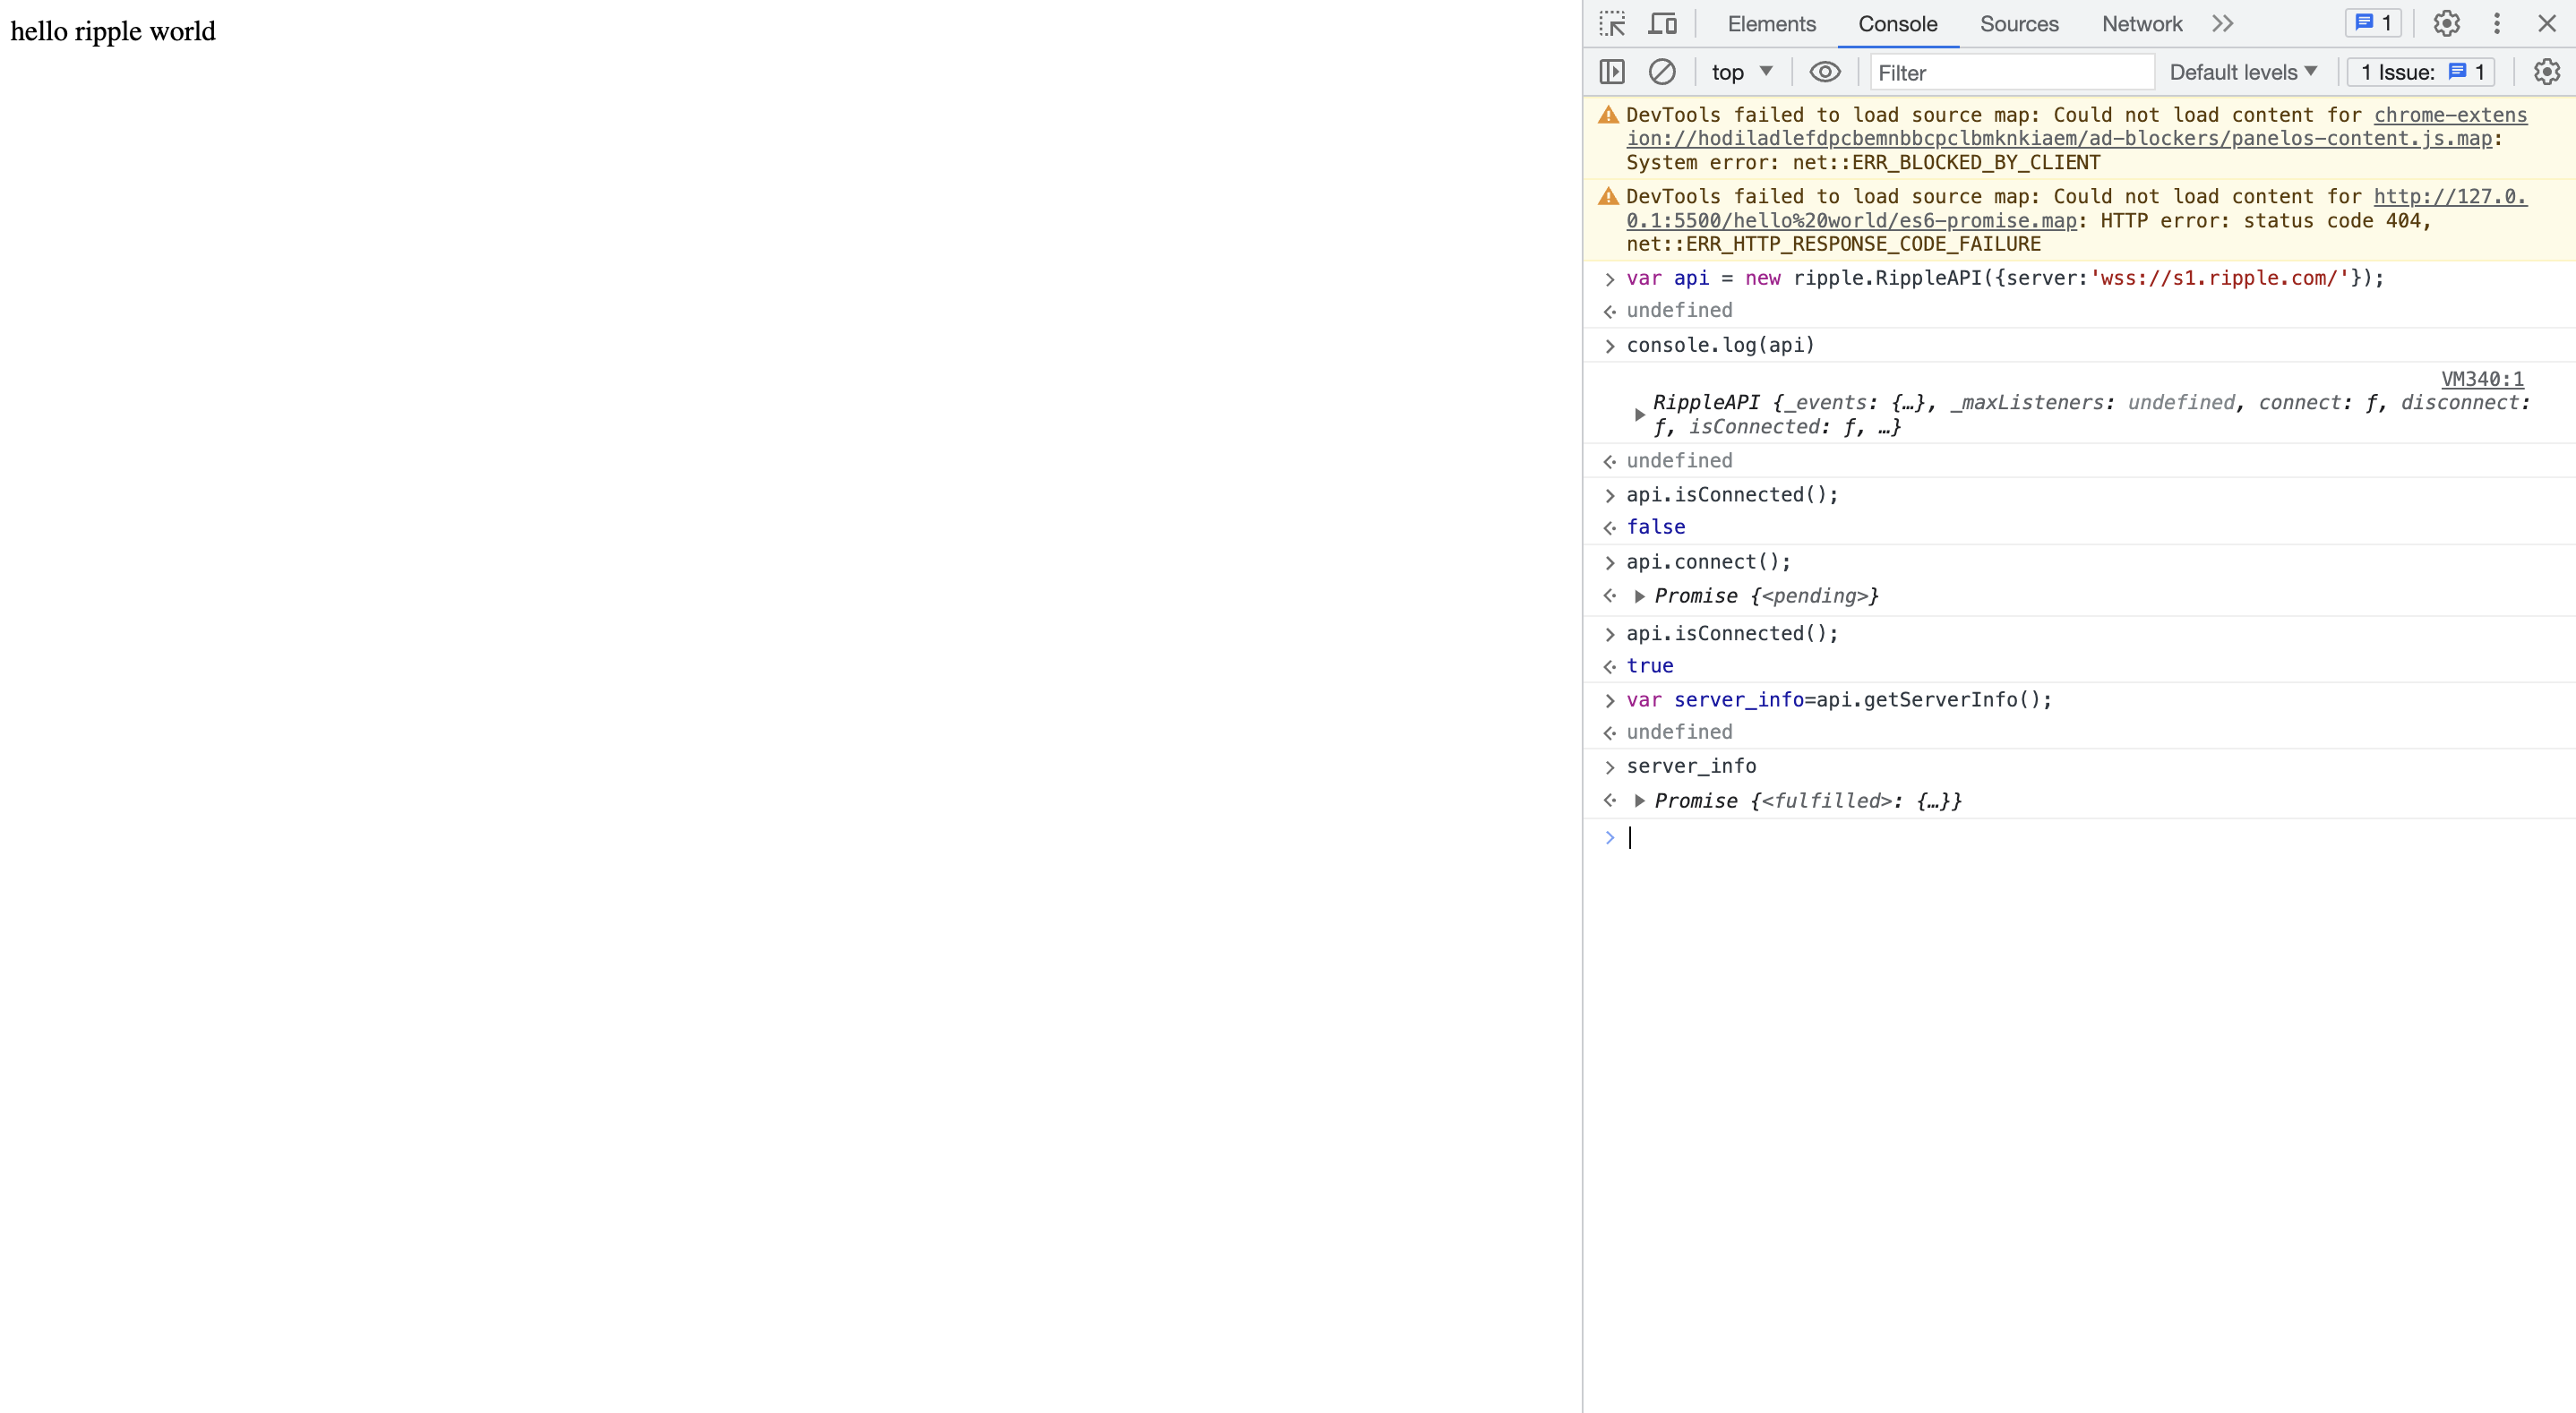 hello ripple world
Elements Console Sources Network 1
top Filter Default levels 1 Issue: 1
DevTools failed to load source map: Could not load content for chrome-extens
ion://hodiladlefdpcbemnbbcpclbmknkiaem/ad-blockers/panelos-content.js.map:
System error: net::ERR_BLOCKED_BY_CLIENT
DevTools failed to load source map: Could not load content for http://127.0.
0.1:5500/hello%20world/es6-promise.map: HTTP error: status code 404,
net::ERR_HTTP_RESPONSE_CODE_FAILURE
var api = new ripple.RippleAPI({server:'wss://s1.ripple.com/'});
undefined
console.log(api)
VM340:1
RippleAPI {_events: {…}, _maxListeners: undefined, connect: ƒ, disconnect:
ƒ, isConnected: ƒ, …}
undefined
api.isConnected();
false
api.connect();
Promise {<pending>}
api.isConnected();
true
var server_info=api.getServerInfo();
undefined
server_info
Promise {<fulfilled>: {…}}